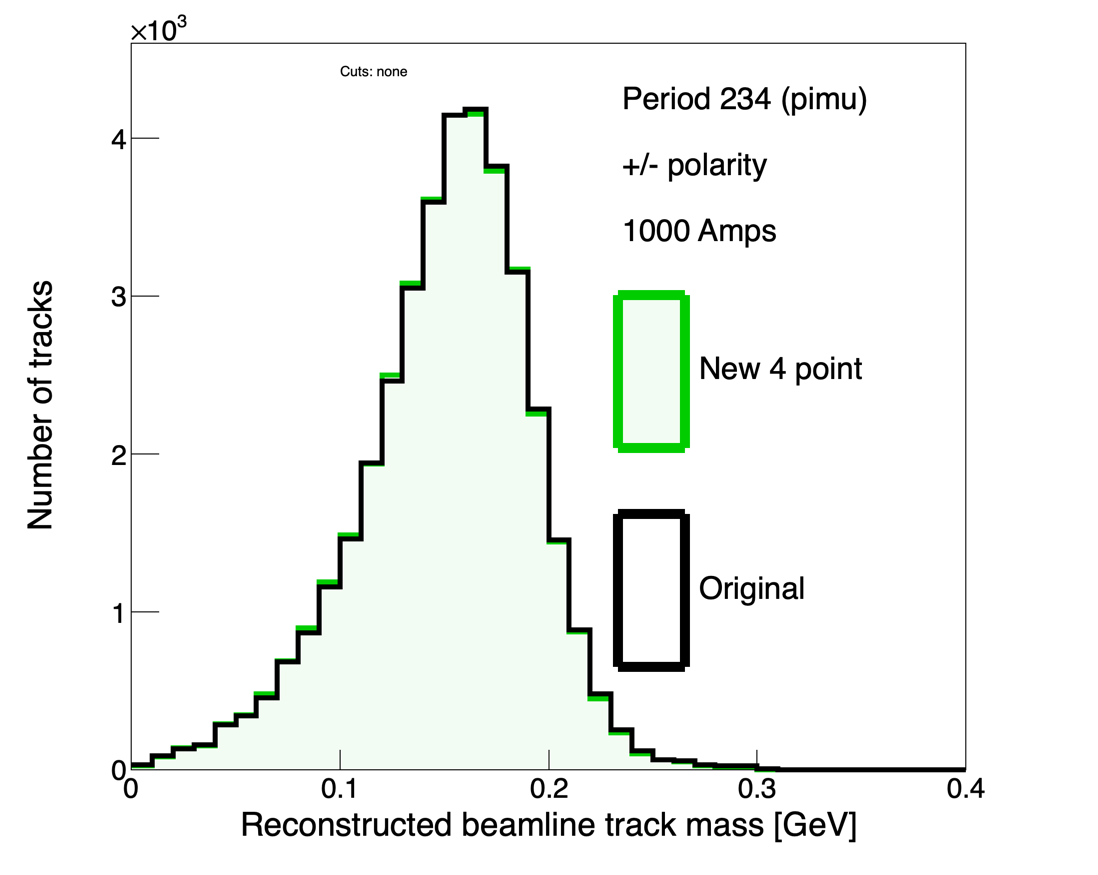 ×10³
Cuts: none
Period 234 (pimu)
+/- polarity
1000 Amps
New 4 point
Original
Number of tracks
4
3
2
1
0
0 0.1 0.2 0.3 0.4
Reconstructed beamline track mass [GeV]